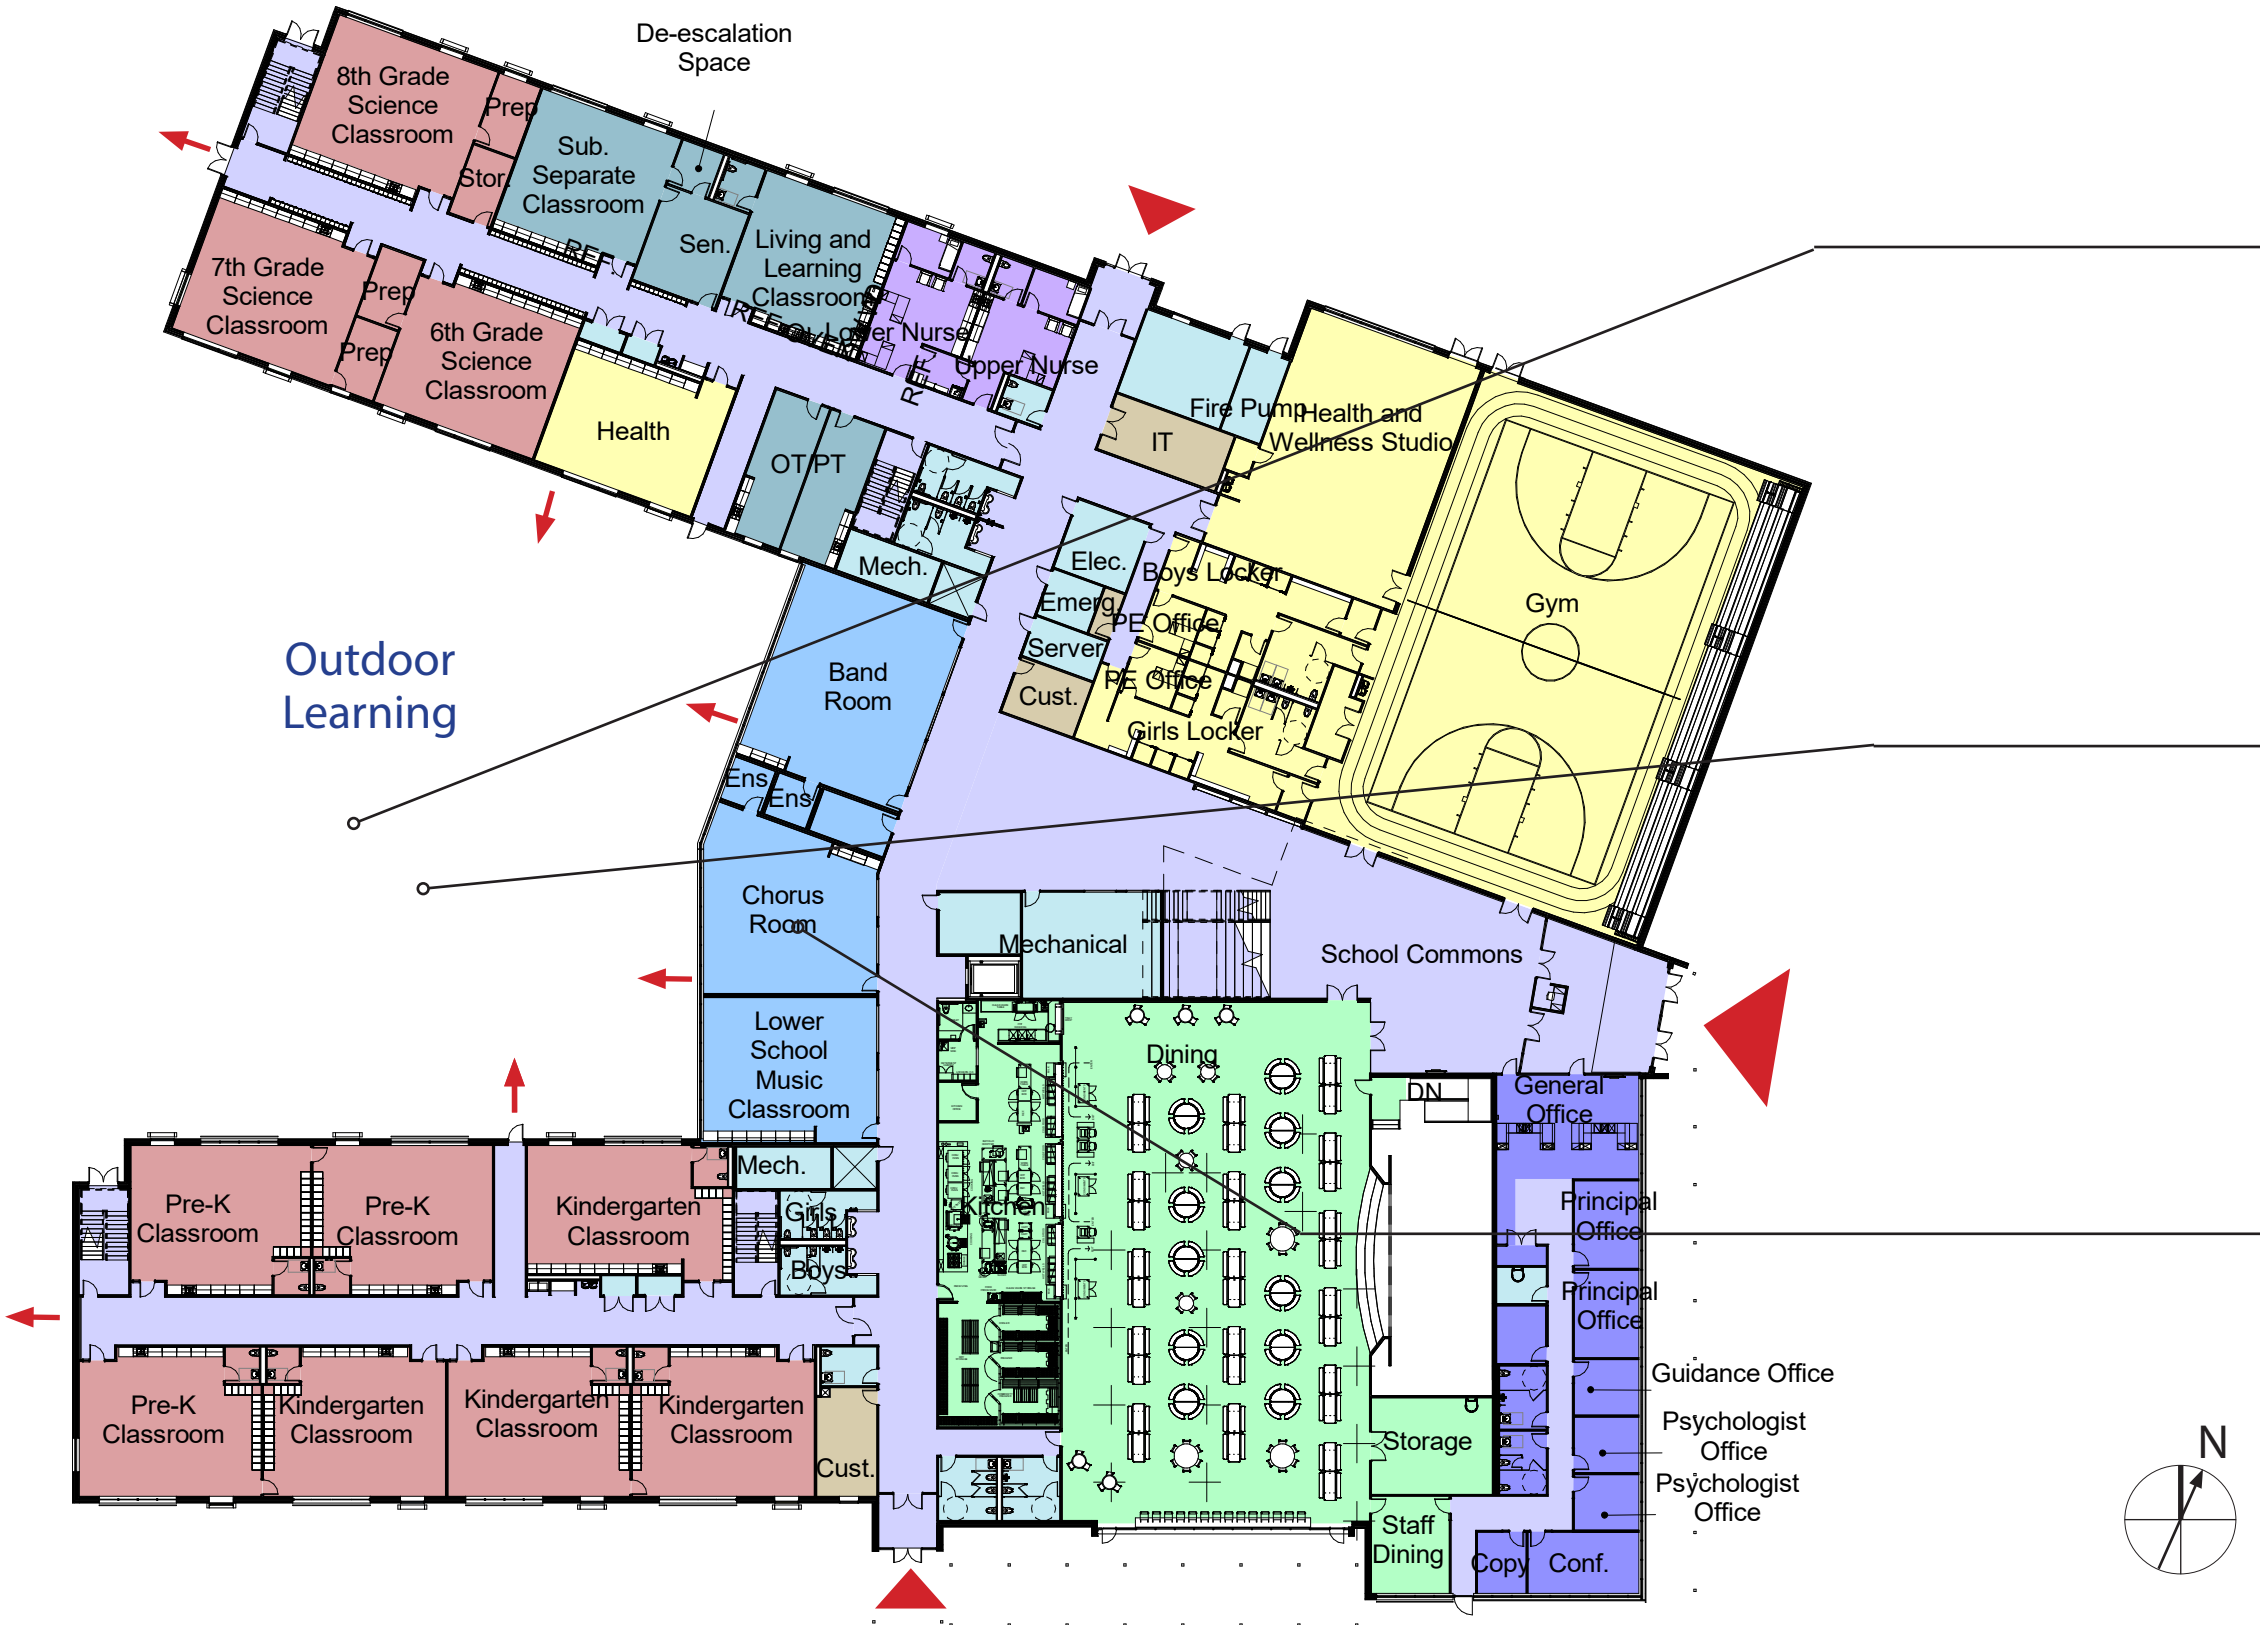 De-escalation
Space
8th Grade
Science
Classroom
Prep
Stor.
Sub.
Separate
Classroom
REF.
Sen.
Living and
Learning
Classroom
REF.
Lower Nurse
Upper Nurse
7th Grade
Science
Classroom
Prep
Prep
6th Grade
Science
Classroom
Health
OT/PT
Mech.
Fire Pump
IT
Health and
Wellness Studio
Elec.
Emerg.
Server
Cust.
Boys Locker
PE Office
PE Office
Girls Locker
Gym
Outdoor
Learning
Band
Room
Ens
Ens
Chorus
Room
Lower
School
Music
Classroom
Mechanical
School Commons
Dining
Kitchen
DN
General
Office
Principal
Office
Principal
Office
Guidance Office
Psychologist
Office
Psychologist
Office
Storage
Staff
Dining
Copy
Conf.
Pre-K
Classroom
Pre-K
Classroom
Kindergarten
Classroom
Mech.
Girls
Boys
Pre-K
Classroom
Kindergarten
Classroom
Kindergarten
Classroom
Kindergarten
Classroom
Cust.
N